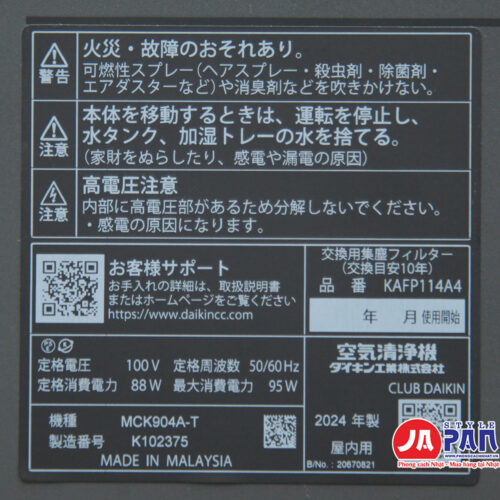 警告
火災・故障のおそれあり。
可燃性スプレー（ヘアスプレー・殺虫剤・除菌剤・
エアダスターなど）や消臭剤などを吹きかけない。
注意
本体を移動するときは、運転を停止し、
水タンク、加湿トレーの水を捨てる。
（家財をぬらしたり、感電や漏電の原因）
注意
高電圧注意
内部に高電圧部があるため分解しないでください。
・感電の原因になります。
お客様サポート
お手入れの詳細は、取扱説明書
またはホームページをご覧ください
https://www.daikincc.com
交換用集塵フィルター
（交換目安10年）
品 番 KAFP114A4
年 月 使用開始
定格電圧 100V 定格周波数 50/60Hz
定格消費電力 88W 最大消費電力 95W
空気清浄機
ダイキン工業株式会社
CLUB DAIKIN
機種 MCK904A-T
製造番号 K102375
MADE IN MALAYSIA
2024 年製
屋内用
B/No. : 20670821
JAPAN
STYLE
www.phongcachnhat.vn
Phong cách Nhật - Mua hàng tại Nhật